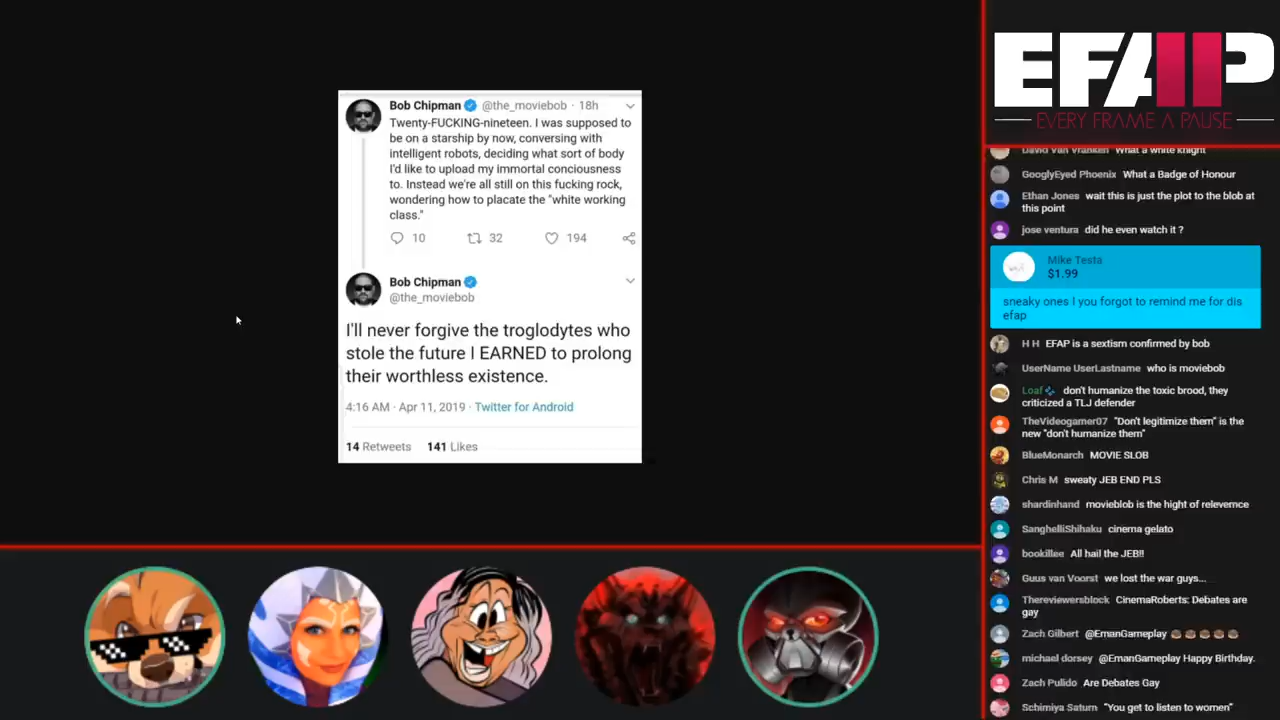 Bob Chipman @the_moviebob · 18h
Twenty-FUCKING-nineteen. I was supposed to
be on a starship by now, conversing with
intelligent robots, deciding what sort of body
I'd like to upload my immortal conciousness
to. Instead we're all still on this fucking rock,
wondering how to placate the "white working
class."
10 32 194
Bob Chipman
@the_moviebob
I'll never forgive the troglodytes who
stole the future I EARNED to prolong
their worthless existence.
4:16 AM · Apr 11, 2019 · Twitter for Android
14 Retweets 141 Likes
EFAP
EVERY FRAME A PAUSE
David Van Vranken What a white knight
GooglyEyed Phoenix What a Badge of Honour
Ethan Jones wait this is just the plot to the blob at
this point
jose ventura did he even watch it ?
Mike Testa
$1.99
sneaky ones I you forgot to remind me for dis
efap
H H EFAP is a sextism confirmed by bob
UserName UserLastname who is moviebob
Loaf don't humanize the toxic brood, they
criticized a TLJ defender
TheVideogamer07 "Don't legitimize them" is the
new "don't humanize them"
BlueMonarch MOVIE SLOB
Chris M sweaty JEB END PLS
shardinhand movieblob is the hight of relevernce
SanghelliShihaku cinema gelato
bookillee All hail the JEB!!
Guus van Voorst we lost the war guys...
Thereviewersblock CinemaRoberts: Debates are
gay
Zach Gilbert @EmanGameplay
michael dorsey @EmanGameplay Happy Birthday.
Zach Pulido Are Debates Gay
Schimiya Saturn "You get to listen to women"